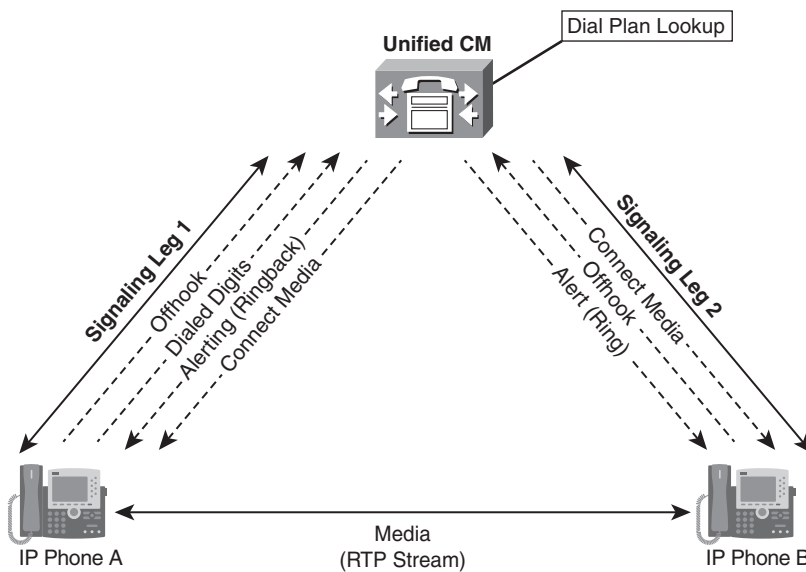 Dial Plan Lookup
Unified CM
Signaling Leg 1
Offhook
Dialed Digits
Alerting (Ringback)
Connect Media
Signaling Leg 2
Connect Media
Offhook
Alert (Ring)
IP Phone A
Media
(RTP Stream)
IP Phone B